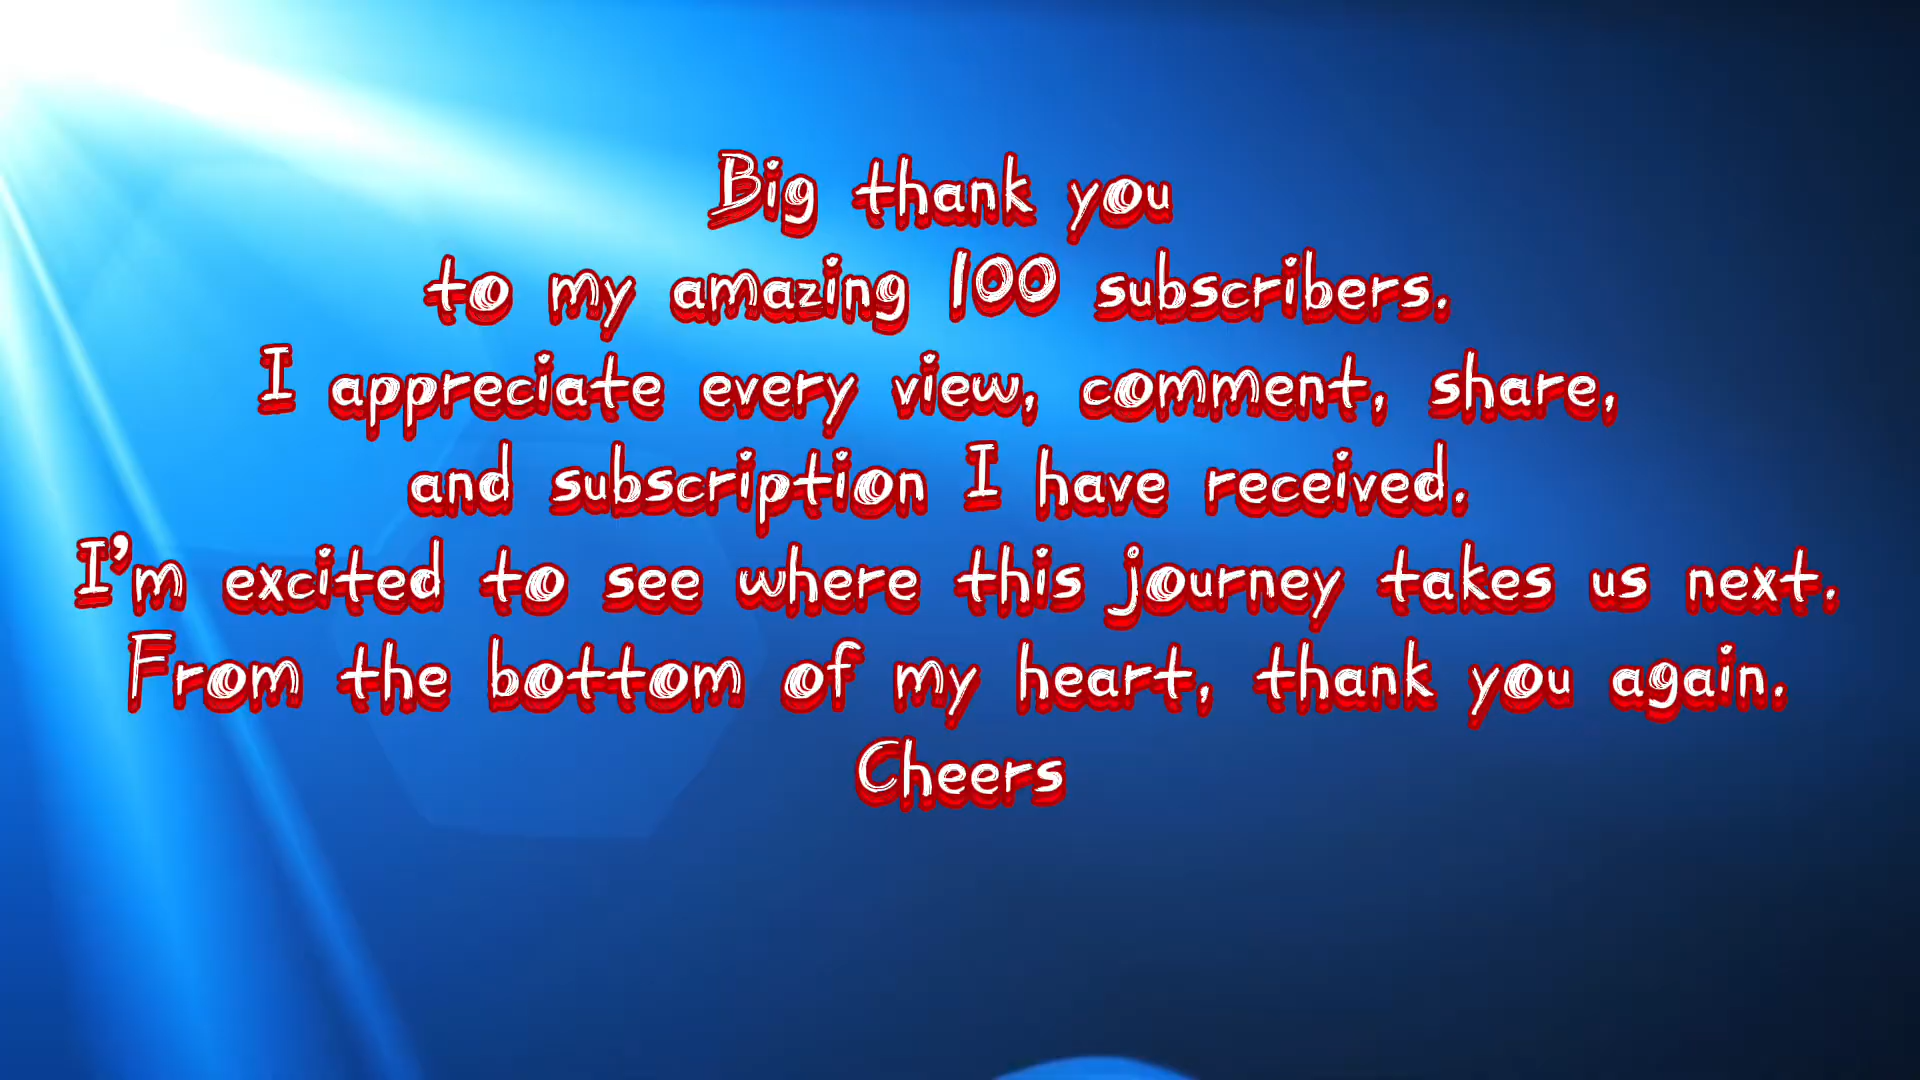 Big thank you
to my amazing 100 subscribers.
I appreciate every view, comment, share,
and subscription I have received.
I'm excited to see where this journey takes us next.
From the bottom of my heart, thank you again.
Cheers